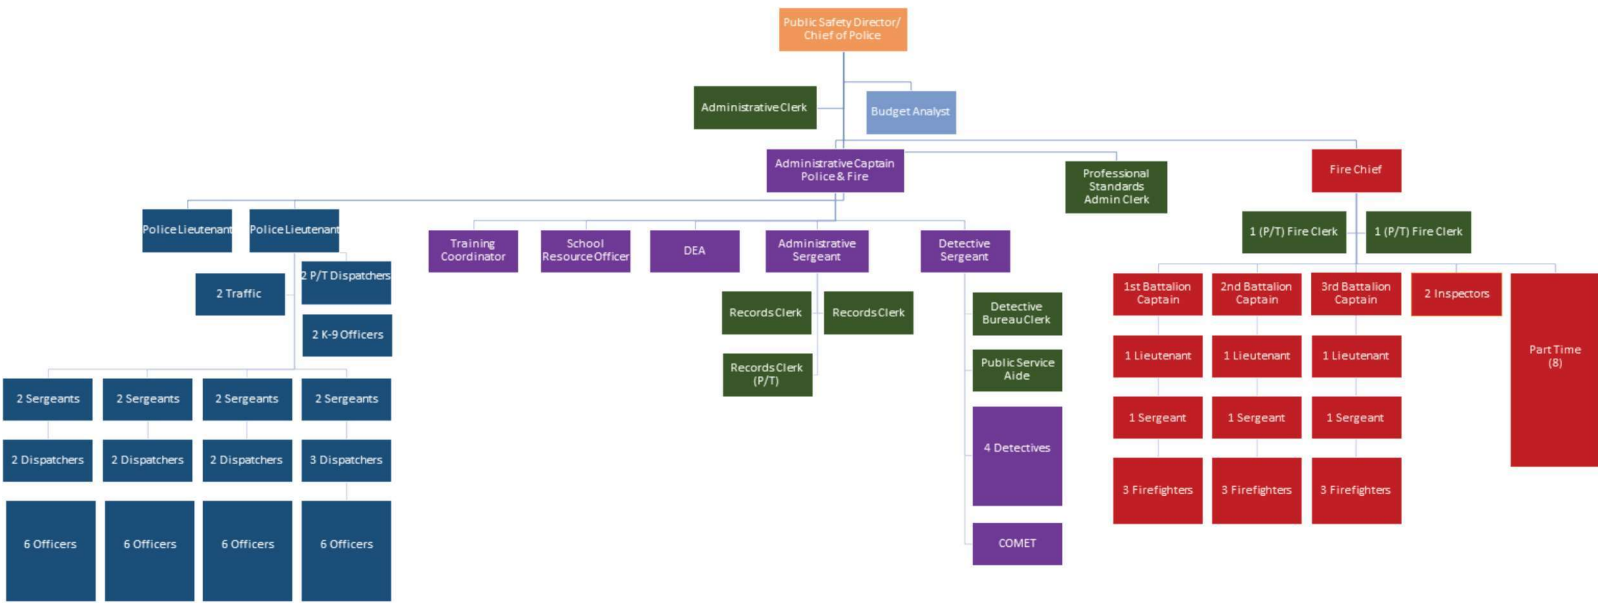 Public Safety Director/
Chief of Police
Administrative Clerk
Budget Analyst
Administrative Captain
Police & Fire
Fire Chief
Professional
Standards
Admin Clerk
Police Lieutenant
Police Lieutenant
1 (P/T) Fire Clerk
1 (P/T) Fire Clerk
Training
Coordinator
School
Resource Officer
DEA
Administrative
Sergeant
Detective
Sergeant
2 Traffic
2 P/T Dispatchers
2 K-9 Officers
Records Clerk
Records Clerk
Records Clerk
(P/T)
Detective
Bureau Clerk
Public Service
Aide
4 Detectives
COMET
1st Battalion
Captain
2nd Battalion
Captain
3rd Battalion
Captain
2 Inspectors
Part Time
(8)
1 Lieutenant
1 Lieutenant
1 Lieutenant
1 Sergeant
1 Sergeant
1 Sergeant
3 Firefighters
3 Firefighters
3 Firefighters
2 Sergeants
2 Sergeants
2 Sergeants
2 Sergeants
2 Dispatchers
2 Dispatchers
2 Dispatchers
3 Dispatchers
6 Officers
6 Officers
6 Officers
6 Officers